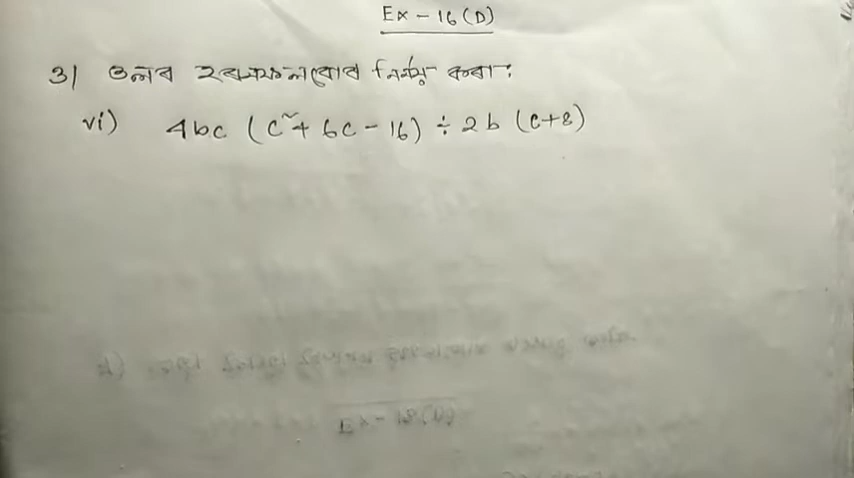 Ex - 16 (D)
3| তলৰ হৰণফলবোৰ নিৰ্ণয় কৰা :
vi) 4bc (c² + 6c - 16) ÷ 2b (c+8)